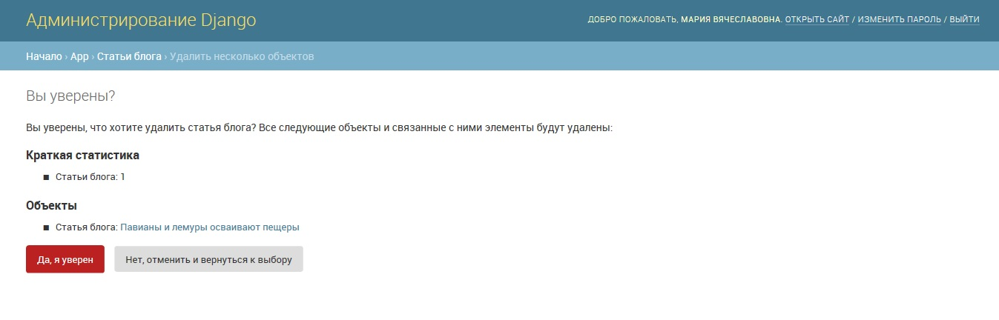 Администрирование Django
ДОБРО ПОЖАЛОВАТЬ, МАРИЯ ВЯЧЕСЛАВОВНА. ОТКРЫТЬ САЙТ / ИЗМЕНИТЬ ПАРОЛЬ / ВЫЙТИ
Начало › App › Статьи блога › Удалить несколько объектов
Вы уверены?
Вы уверены, что хотите удалить статья блога? Все следующие объекты и связанные с ними элементы будут удалены:
Краткая статистика
Статьи блога: 1
Объекты
Статья блога: Павианы и лемуры осваивают пещеры
Да, я уверен
Нет, отменить и вернуться к выбору